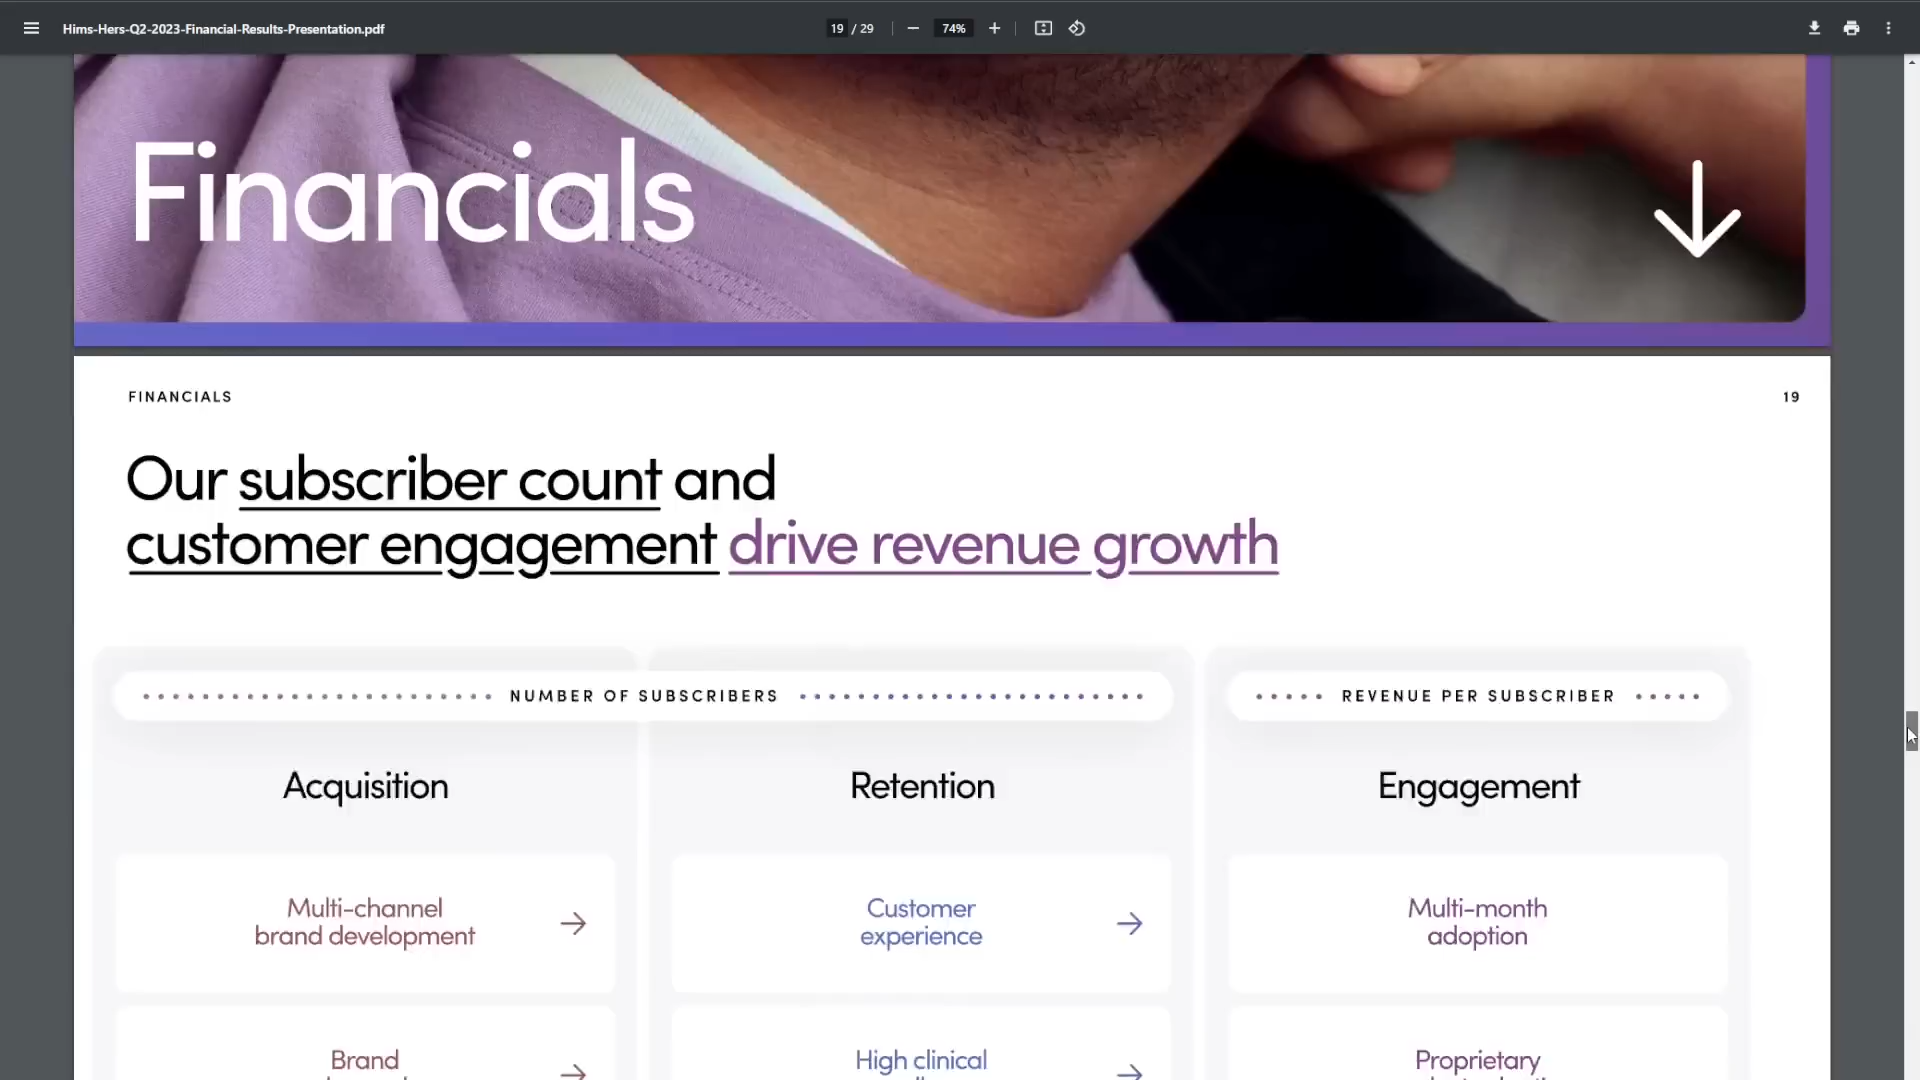 Hims-Hers-Q2-2023-Financial-Results-Presentation.pdf
19 / 29
74%
Financials
FINANCIALS
19
Our subscriber count and
customer engagement drive revenue growth
NUMBER OF SUBSCRIBERS
REVENUE PER SUBSCRIBER
Acquisition
Retention
Engagement
Multi-channel
brand development
Customer
experience
Multi-month
adoption
Brand
High clinical
Proprietary